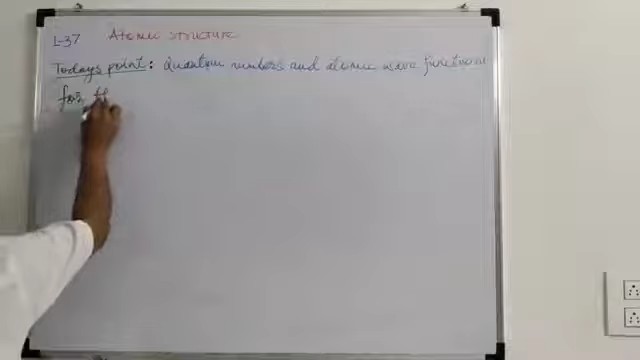 L-37 Atomic structure
Todays point: Quantum numbers and atomic wave functions
for